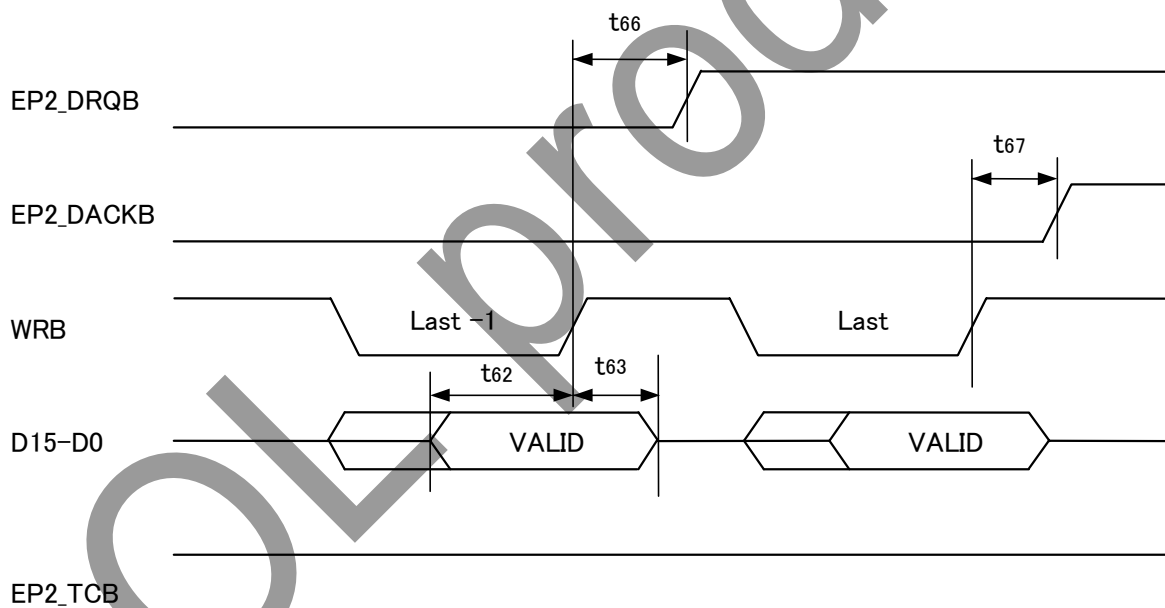 t66
EP2_DRQB
t67
EP2_DACKB
WRB
Last -1
Last
t62
t63
D15-D0
VALID
VALID
EP2_TCB